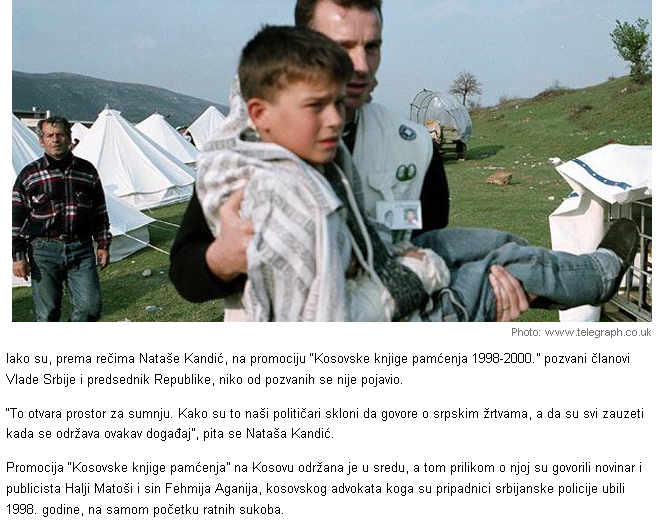 Photo: www.telegraph.co.uk
Iako su, prema rečima Nataše Kandić, na promociju "Kosovske knjige pamćenja 1998-2000." pozvani članovi
Vlade Srbije i predsednik Republike, niko od pozvanih se nije pojavio.
"To otvara prostor za sumnju. Kako su to naši političari skloni da govore o srpskim žrtvama, a da su svi zauzeti
kada se održava ovakav događaj", pita se Nataša Kandić.
Promocija "Kosovske knjige pamćenja" na Kosovu održana je u sredu, a tom prilikom o njoj su govorili novinar i
publicista Halji Matoši i sin Fehmija Aganija, kosovskog advokata koga su pripadnici srbijanske policije ubili
1998. godine, na samom početku ratnih sukoba.